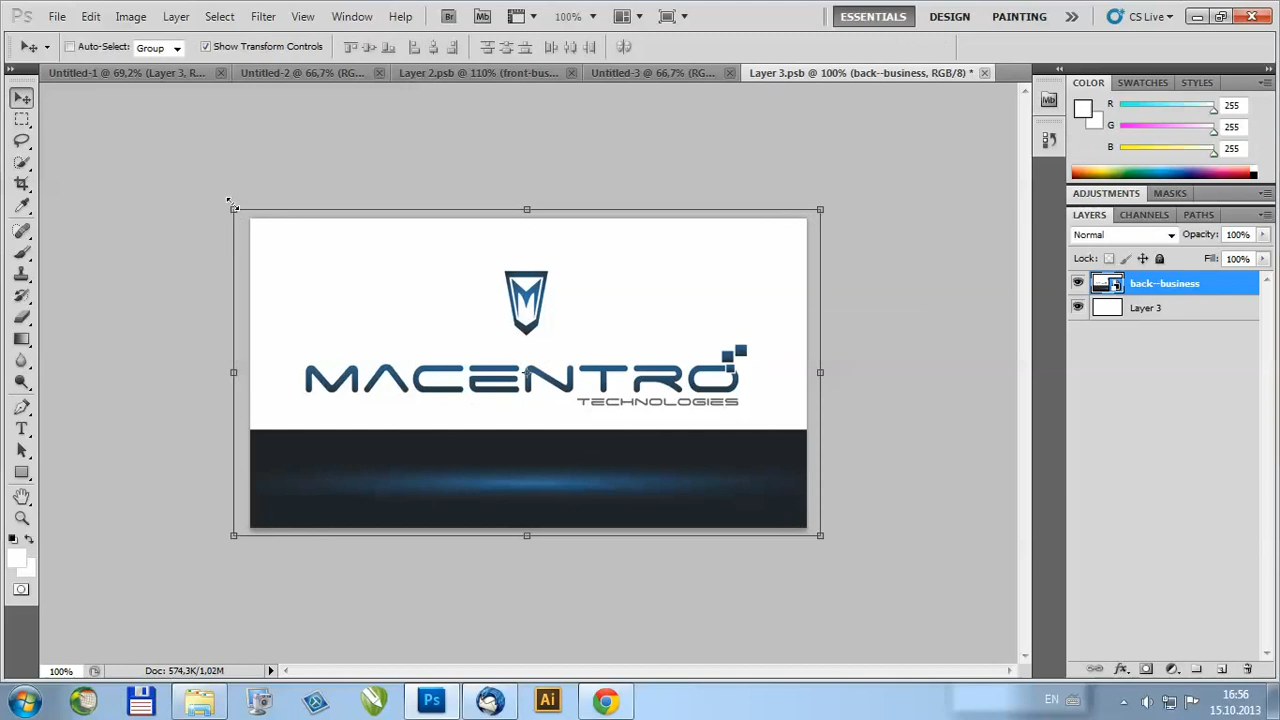 Ps File Edit Image Layer Select Filter View Window Help Br Mb 100% ESSENTIALS DESIGN PAINTING CS Live
Auto-Select: Group Show Transform Controls
Untitled-1 @ 69,2% (Layer 3, R... Untitled-2 @ 66,7% (RG... Layer 2.psb @ 110% (front-bus... Untitled-3 @ 66,7% (RG... Layer 3.psb @ 100% (back--business, RGB/8) *
COLOR SWATCHES STYLES
Mb
R 255
G 255
B 255
ADJUSTMENTS MASKS
LAYERS CHANNELS PATHS
Normal Opacity: 100%
Lock: Fill: 100%
back--business
Layer 3
M
MACENTRO
TECHNOLOGIES
T
fx
100% Doc: 574,3K/1,02M
Ps Ai EN 16:56
15.10.2013